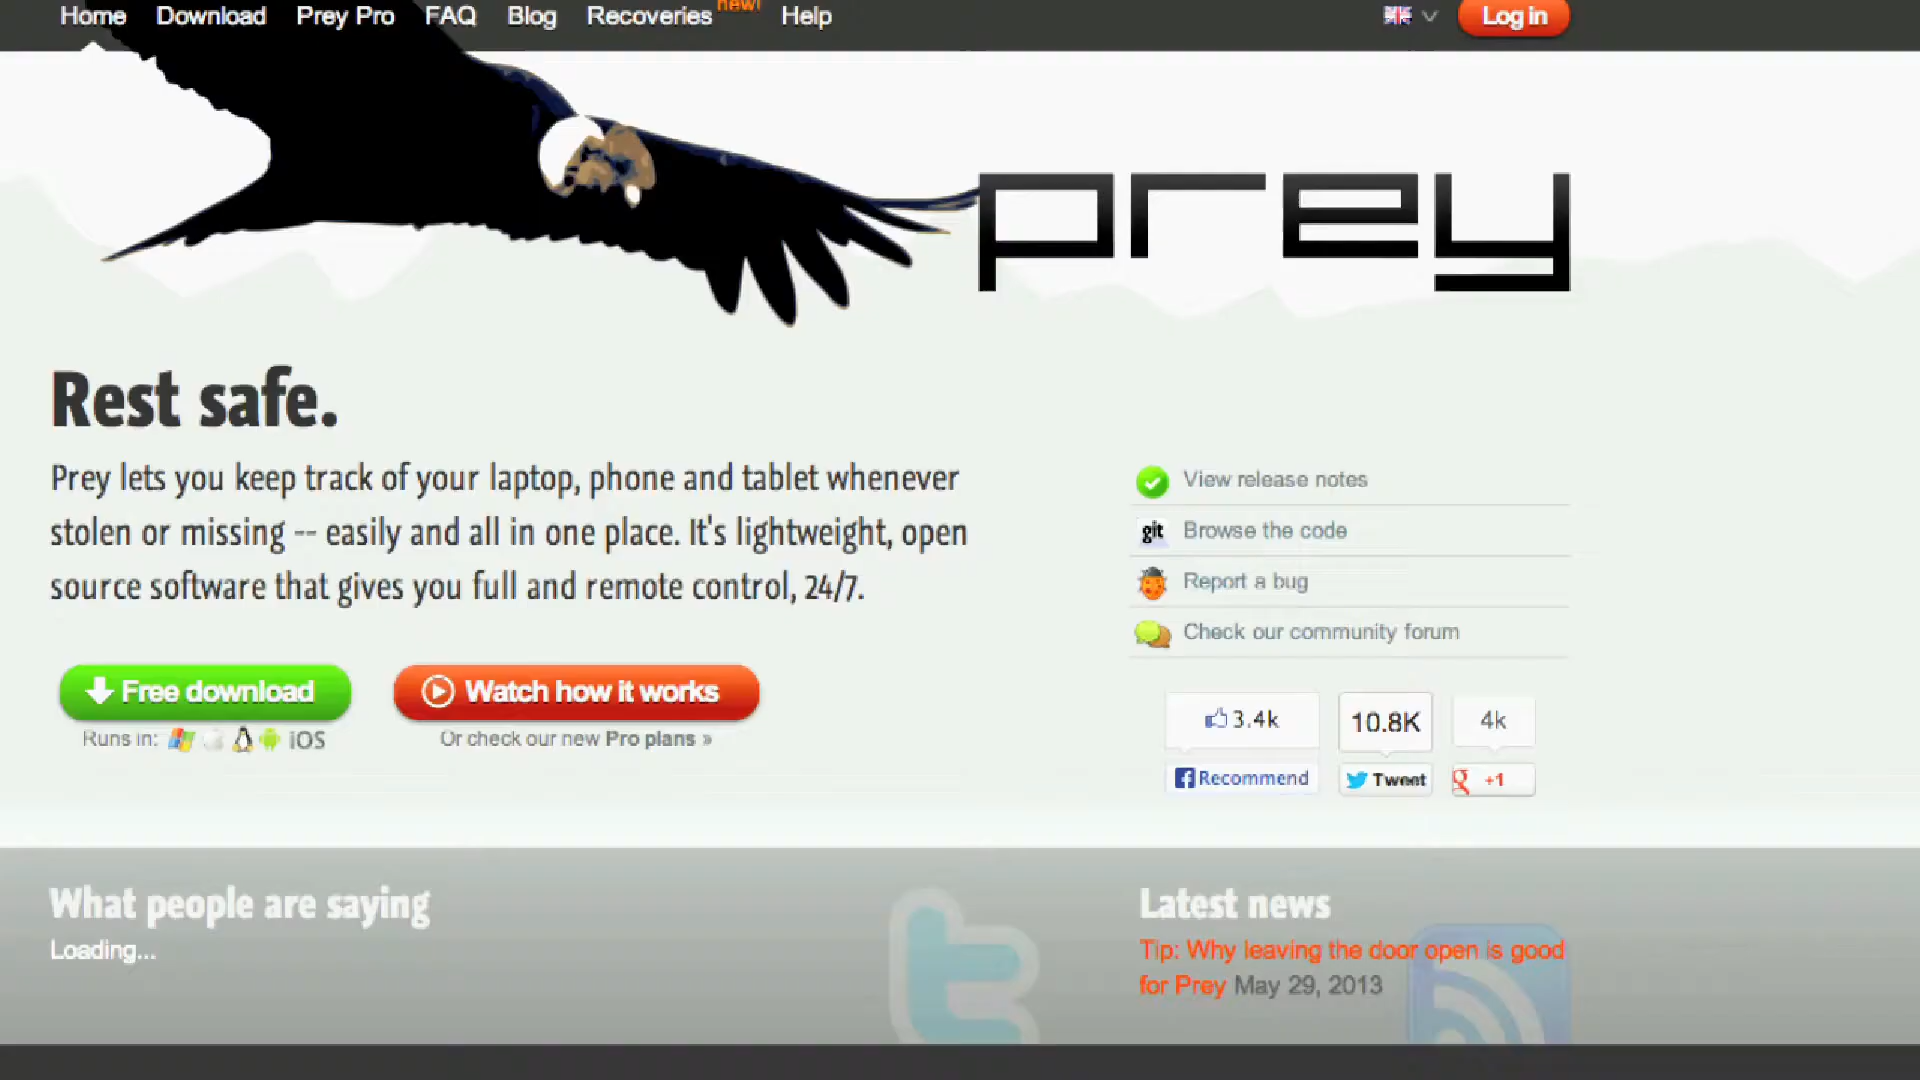 Home Download Prey Pro FAQ Blog Recoveries new! Help Log in
prey
Rest safe.
Prey lets you keep track of your laptop, phone and tablet whenever
stolen or missing -- easily and all in one place. It's lightweight, open
source software that gives you full and remote control, 24/7.
Free download
Watch how it works
Runs in: iOS
Or check our new Pro plans »
View release notes
git Browse the code
Report a bug
Check our community forum
3.4k 10.8K 4k
Recommend Tweet +1
What people are saying
Loading...
Latest news
Tip: Why leaving the door open is good
for Prey May 29, 2013